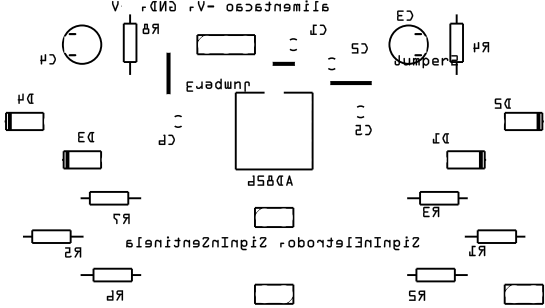 alimentacao -V, GND, V
C3
C1
R8
R4
C2
C4
Jumper3
D4
D2
C5
D3
D1
C6
AD826
R3
R7
SignInEletrodo, SignInSentinela
R1
R5
R2
R6